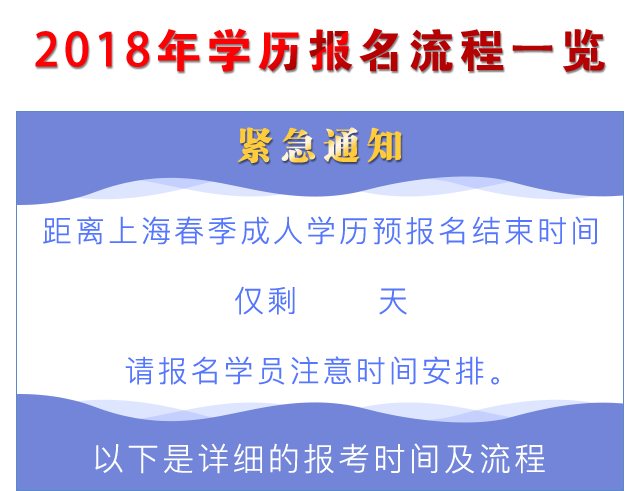 2018年学历报名流程一览
紧急通知
距离上海春季成人学历预报名结束时间
仅剩 天
请报名学员注意时间安排。
以下是详细的报考时间及流程